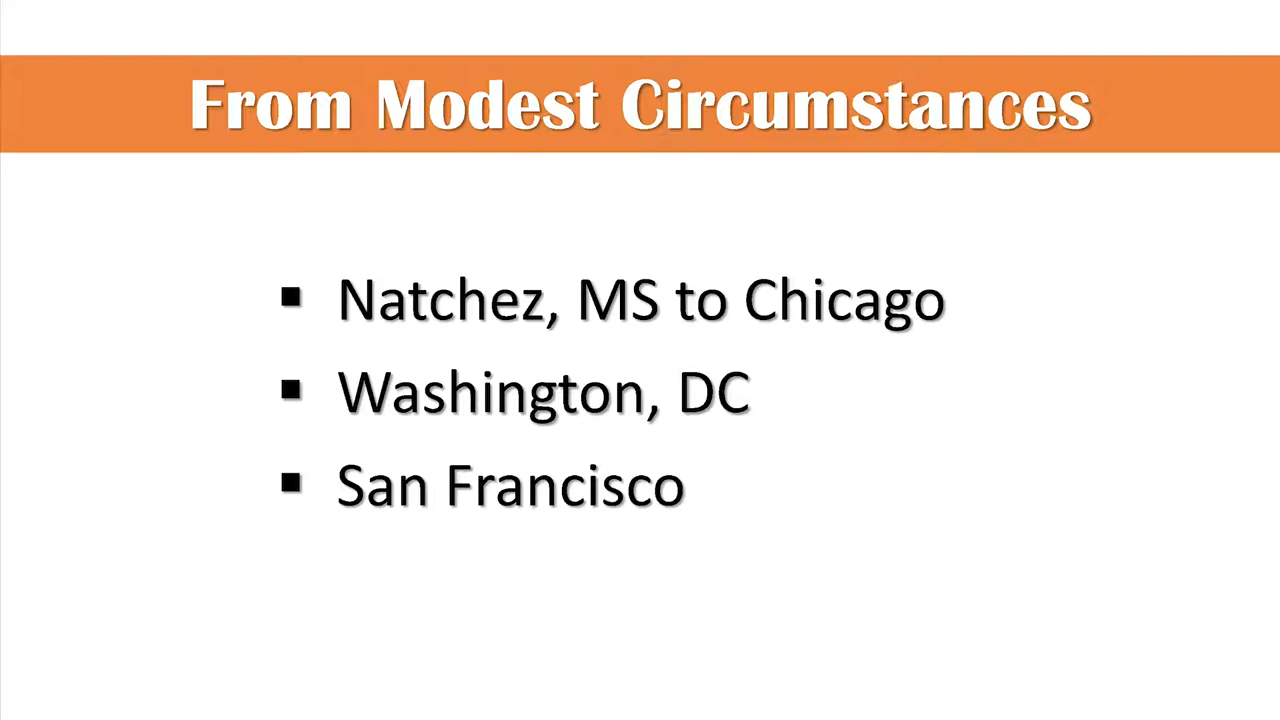 From Modest Circumstances
▪ Natchez, MS to Chicago
▪ Washington, DC
▪ San Francisco